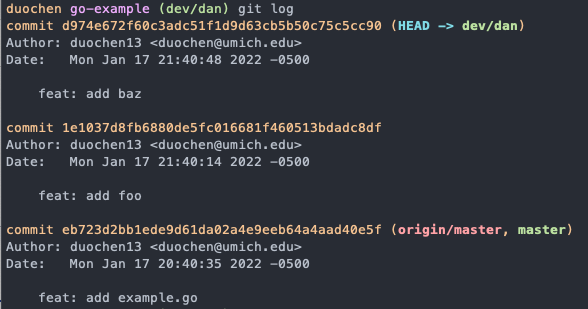 duochen go-example (dev/dan) git log
commit d974e672f60c3adc51f1d9d63cb5b50c75c5cc90 (HEAD -> dev/dan)
Author: duochen13 <duochen@umich.edu>
Date:   Mon Jan 17 21:40:48 2022 -0500
    feat: add baz
commit 1e1037d8fb6880de5fc016681f460513bdadc8df
Author: duochen13 <duochen@umich.edu>
Date:   Mon Jan 17 21:40:14 2022 -0500
    feat: add foo
commit eb723d2bb1ede9d61da02a4e9eeb64a4aad40e5f (origin/master, master)
Author: duochen13 <duochen@umich.edu>
Date:   Mon Jan 17 20:40:35 2022 -0500
    feat: add example.go